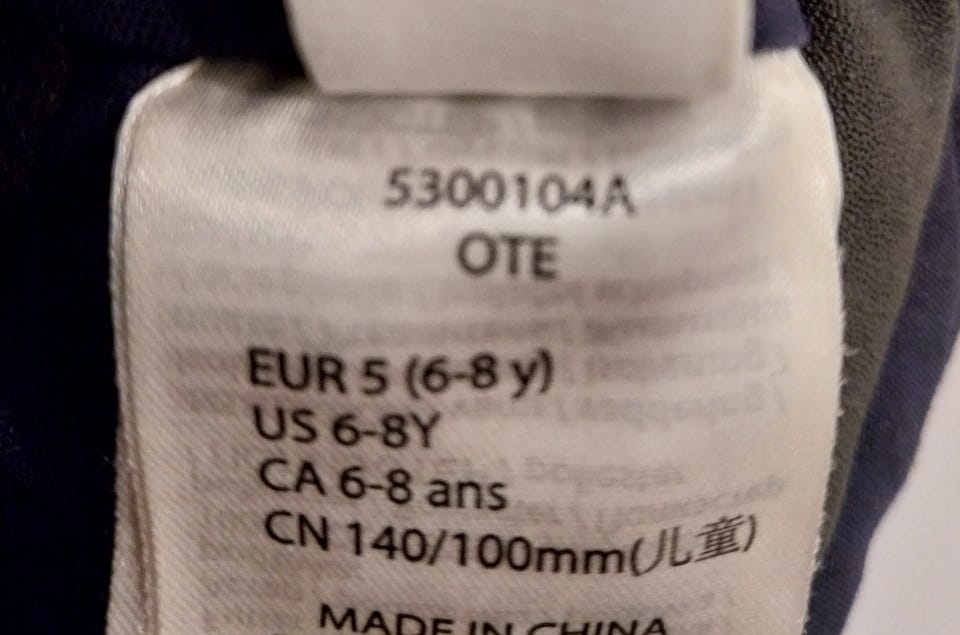 5300104A
OTE
EUR 5 (6-8 y)
US 6-8Y
CA 6-8 ans
CN 140/100mm(儿童)
MADE IN CHINA